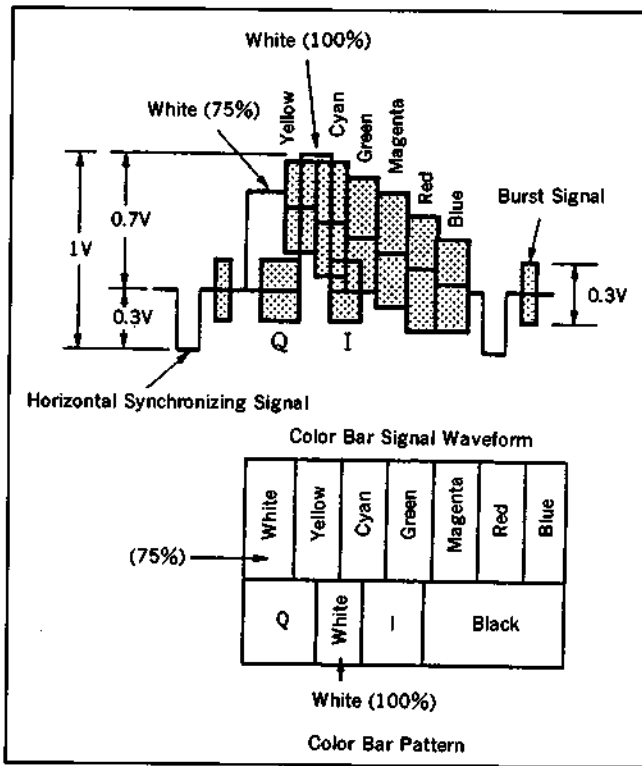 White (100%)
White (75%)
Yellow
Cyan
Green
Magenta
Red
Blue
Burst Signal
0.7V
1V
0.3V
0.3V
Q
I
Horizontal Synchronizing Signal
Color Bar Signal Waveform
White
Yellow
Cyan
Green
Magenta
Red
Blue
(75%)
Q
White
I
Black
White (100%)
Color Bar Pattern